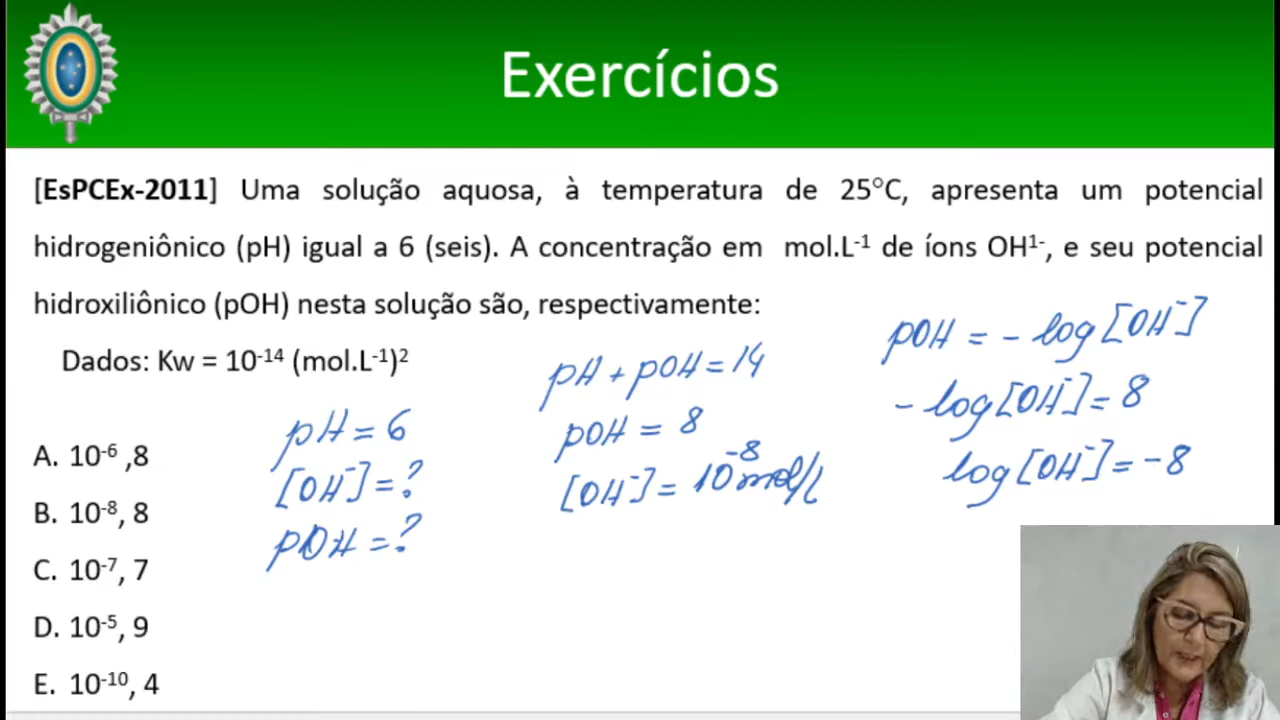 Exercícios
[EsPCEx-2011] Uma solução aquosa, à temperatura de 25°C, apresenta um potencial
hidrogeniônico (pH) igual a 6 (seis). A concentração em mol.L⁻¹ de íons OH¹⁻, e seu potencial
hidroxiliônico (pOH) nesta solução são, respectivamente:
Dados: Kw = 10⁻¹⁴ (mol.L⁻¹)²
A. 10⁻⁶ ,8
B. 10⁻⁸, 8
C. 10⁻⁷, 7
D. 10⁻⁵, 9
E. 10⁻¹⁰, 4
pH = 6
[OH⁻] = ?
pOH = ?
pH + pOH = 14
pOH = 8
[OH⁻] = 10⁻⁸ mol/L
pOH = - log [OH⁻]
- log [OH⁻] = 8
log [OH⁻] = -8